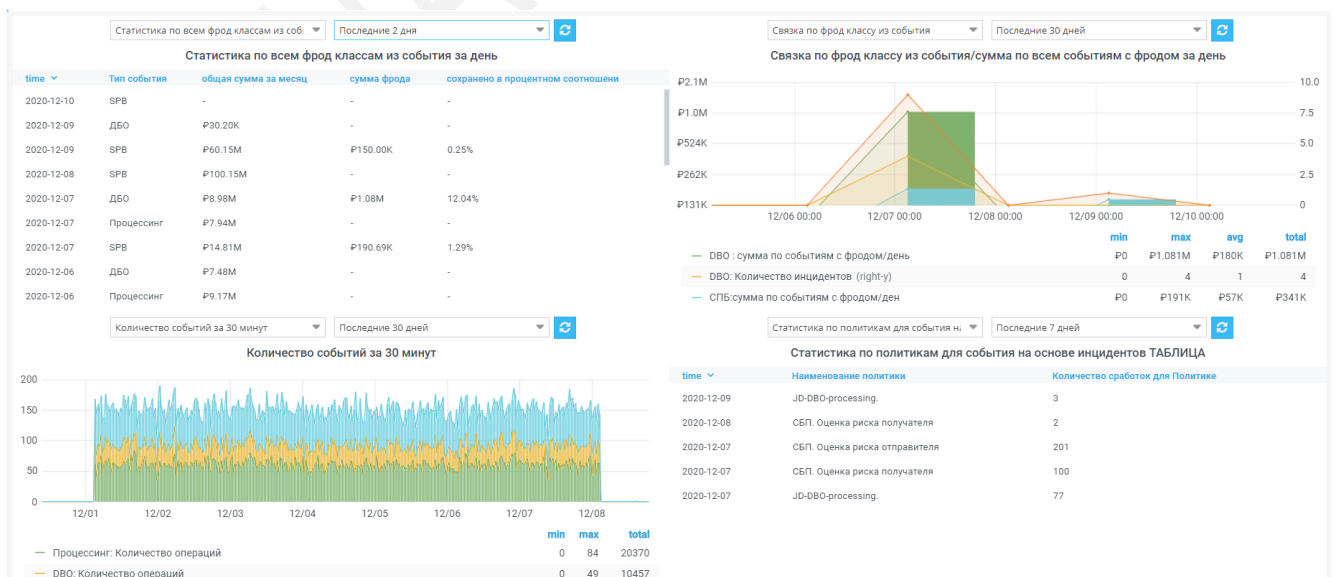 Статистика по всем фрод классам из соб
Последние 2 дня
Статистика по всем фрод классам из события за день
time Тип события общая сумма за месяц сумма фрода сохранено в процентном соотношени
2020-12-10 SPB - - -
2020-12-09 ДБО ₽30.20K - -
2020-12-09 SPB ₽60.15M ₽150.00K 0.25%
2020-12-08 SPB ₽100.15M - -
2020-12-07 ДБО ₽8.98M ₽1.08M 12.04%
2020-12-07 Процессинг ₽7.94M - -
2020-12-07 SPB ₽14.81M ₽190.69K 1.29%
2020-12-06 ДБО ₽7.48M - -
2020-12-06 Процессинг ₽9.17M - -
Связка по фрод классу из события
Последние 30 дней
Связка по фрод классу из события/сумма по всем событиям с фродом за день
₽2.1M 10.0
₽1.0M 7.5
₽524K 5.0
₽262K 2.5
₽131K 0
12/06 00:00 12/07 00:00 12/08 00:00 12/09 00:00 12/10 00:00
min max avg total
DBO : сумма по событиям с фродом/день ₽0 ₽1.081M ₽180K ₽1.081M
DBO: Количество инцидентов (right-y) 0 4 1 4
СПБ:сумма по событиям с фродом/ден ₽0 ₽191K ₽57K ₽341K
Количество событий за 30 минут
Последние 30 дней
Количество событий за 30 минут
200
150
100
50
0
12/01 12/02 12/03 12/04 12/05 12/06 12/07 12/08
min max total
Процессинг: Количество операций 0 84 20370
DBO: Количество операций 0 49 10457
Статистика по политикам для события на
Последние 7 дней
Статистика по политикам для события на основе инцидентов ТАБЛИЦА
time Наименование политики Количество сработок для Политике
2020-12-09 JD-DBO-processing. 3
2020-12-08 СБП. Оценка риска получателя 2
2020-12-07 СБП. Оценка риска отправителя 201
2020-12-07 СБП. Оценка риска получателя 100
2020-12-07 JD-DBO-processing. 77